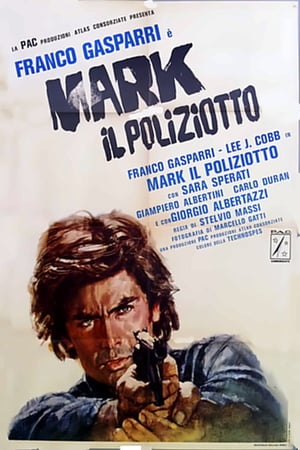 LA PAC PRODUZIONI ATLAS CONSORZIATE PRESENTA
FRANCO GASPARRI è
MARK
IL POLIZIOTTO
FRANCO GASPARRI - LEE J. COBB in
MARK IL POLIZIOTTO
CON SARA SPERATI
GIAMPIERO ALBERTINI CARLO DURAN
E CON GIORGIO ALBERTAZZI
REGIA DI STELVIO MASSI
FOTOGRAFIA DI MARCELLO GATTI
UNA PRODUZIONE PAC PRODUZIONI ATLAS CONSORZIATE
COLORE DELLA TECHNOSPES